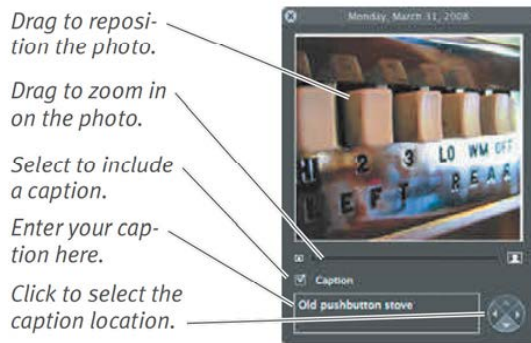 Drag to reposi-
tion the photo.
Drag to zoom in
on the photo.
Select to include
a caption.
Enter your cap-
tion here.
Click to select the
caption location.
Monday, March 31, 2008
HI 2 3 LO WM OFF
LEFT REAR
Caption
Old pushbutton stove